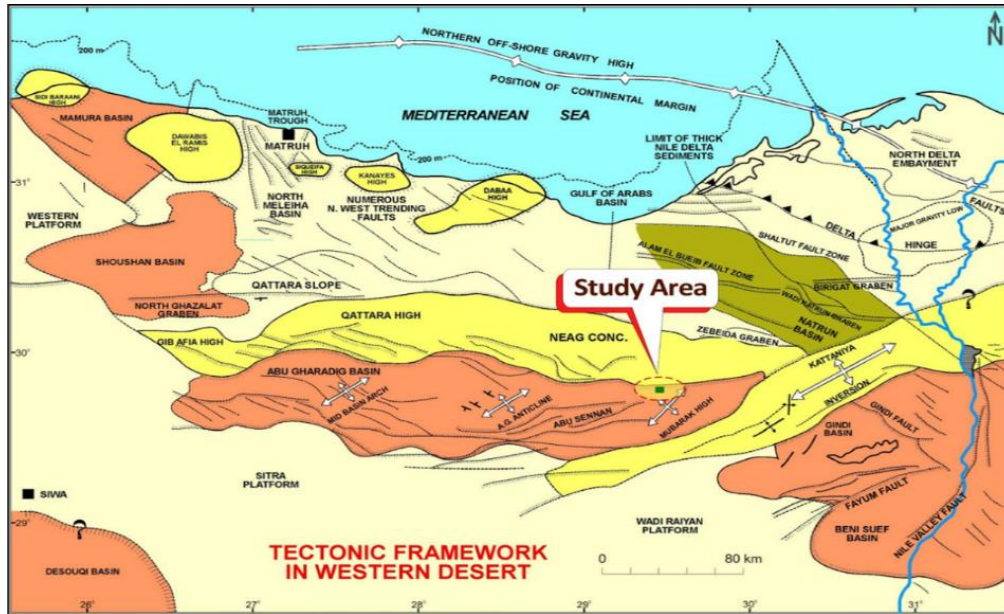 N
200 m
NORTHERN OFF-SHORE GRAVITY HIGH
POSITION OF CONTINENTAL MARGIN
SIDI BARAANI
HIGH
MAMURA BASIN
MATRUH
TROUGH
MEDITERRANEAN SEA
DAWABIS
EL RAMIS
HIGH
MATRUH
200 m
LIMIT OF THICK
NILE DELTA
SEDIMENTS
NORTH DELTA
EMBAYMENT
SIQUEIFA
HIGH
KANAYES
HIGH
DABAA
HIGH
31°
31°
NORTH
MELEIHA
BASIN
NUMEROUS
N. WEST TRENDING
FAULTS
GULF OF ARABS
BASIN
MAJOR GRAVITY LOW
FAULTS
WESTERN
PLATFORM
DELTA
HINGE
SHALTUT FAULT ZONE
ALAM EL BUEIB FAULT ZONE
SHOUSHAN BASIN
Study Area
BIRIGAT GRABEN
QATTARA SLOPE
WADI NATRUN GRABEN
NORTH GHAZALAT
GRABEN
QATTARA HIGH
NATRUN
BASIN
NEAG CONC.
ZEBEIDA GRABEN
GIB AFIA HIGH
30°
30°
KATTANIYA
INVERSION
ABU GHARADIG BASIN
MID BASIN ARCH
A.G. ANTICLINE
ABU SENNAN
MUBARAK HIGH
GINDI FAULT
GINDI
BASIN
SITRA
PLATFORM
FAYUM FAULT
SIWA
WADI RAIYAN
PLATFORM
29°
29°
BENI SUEF
BASIN
NILE VALLEY FAULT
TECTONIC FRAMEWORK
IN WESTERN DESERT
0 80 km
DESOUQI BASIN
26°
27°
28°
29°
30°
31°